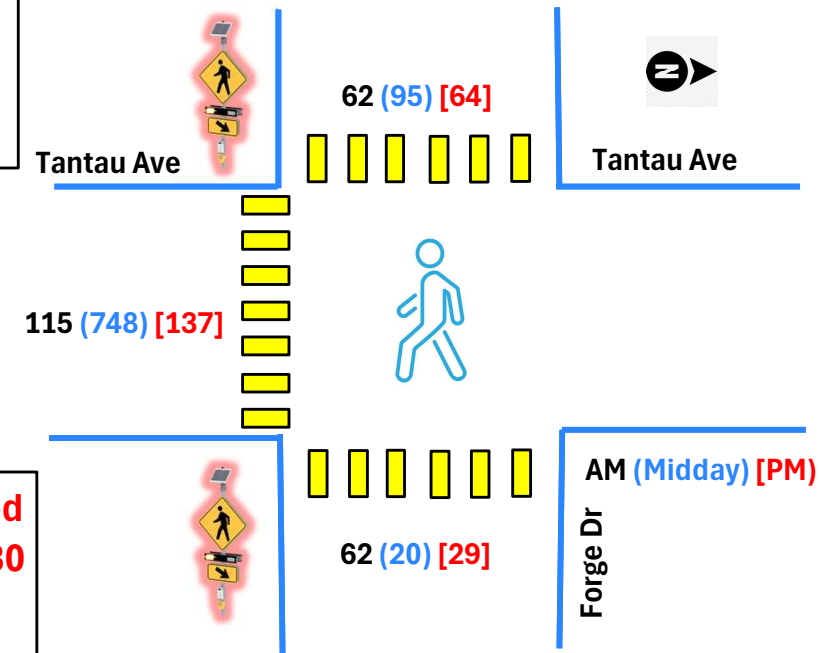 62 (95) [64]
N
Tantau Ave
Tantau Ave
115 (748) [137]
AM (Midday) [PM)
62 (20) [29]
Forge Dr